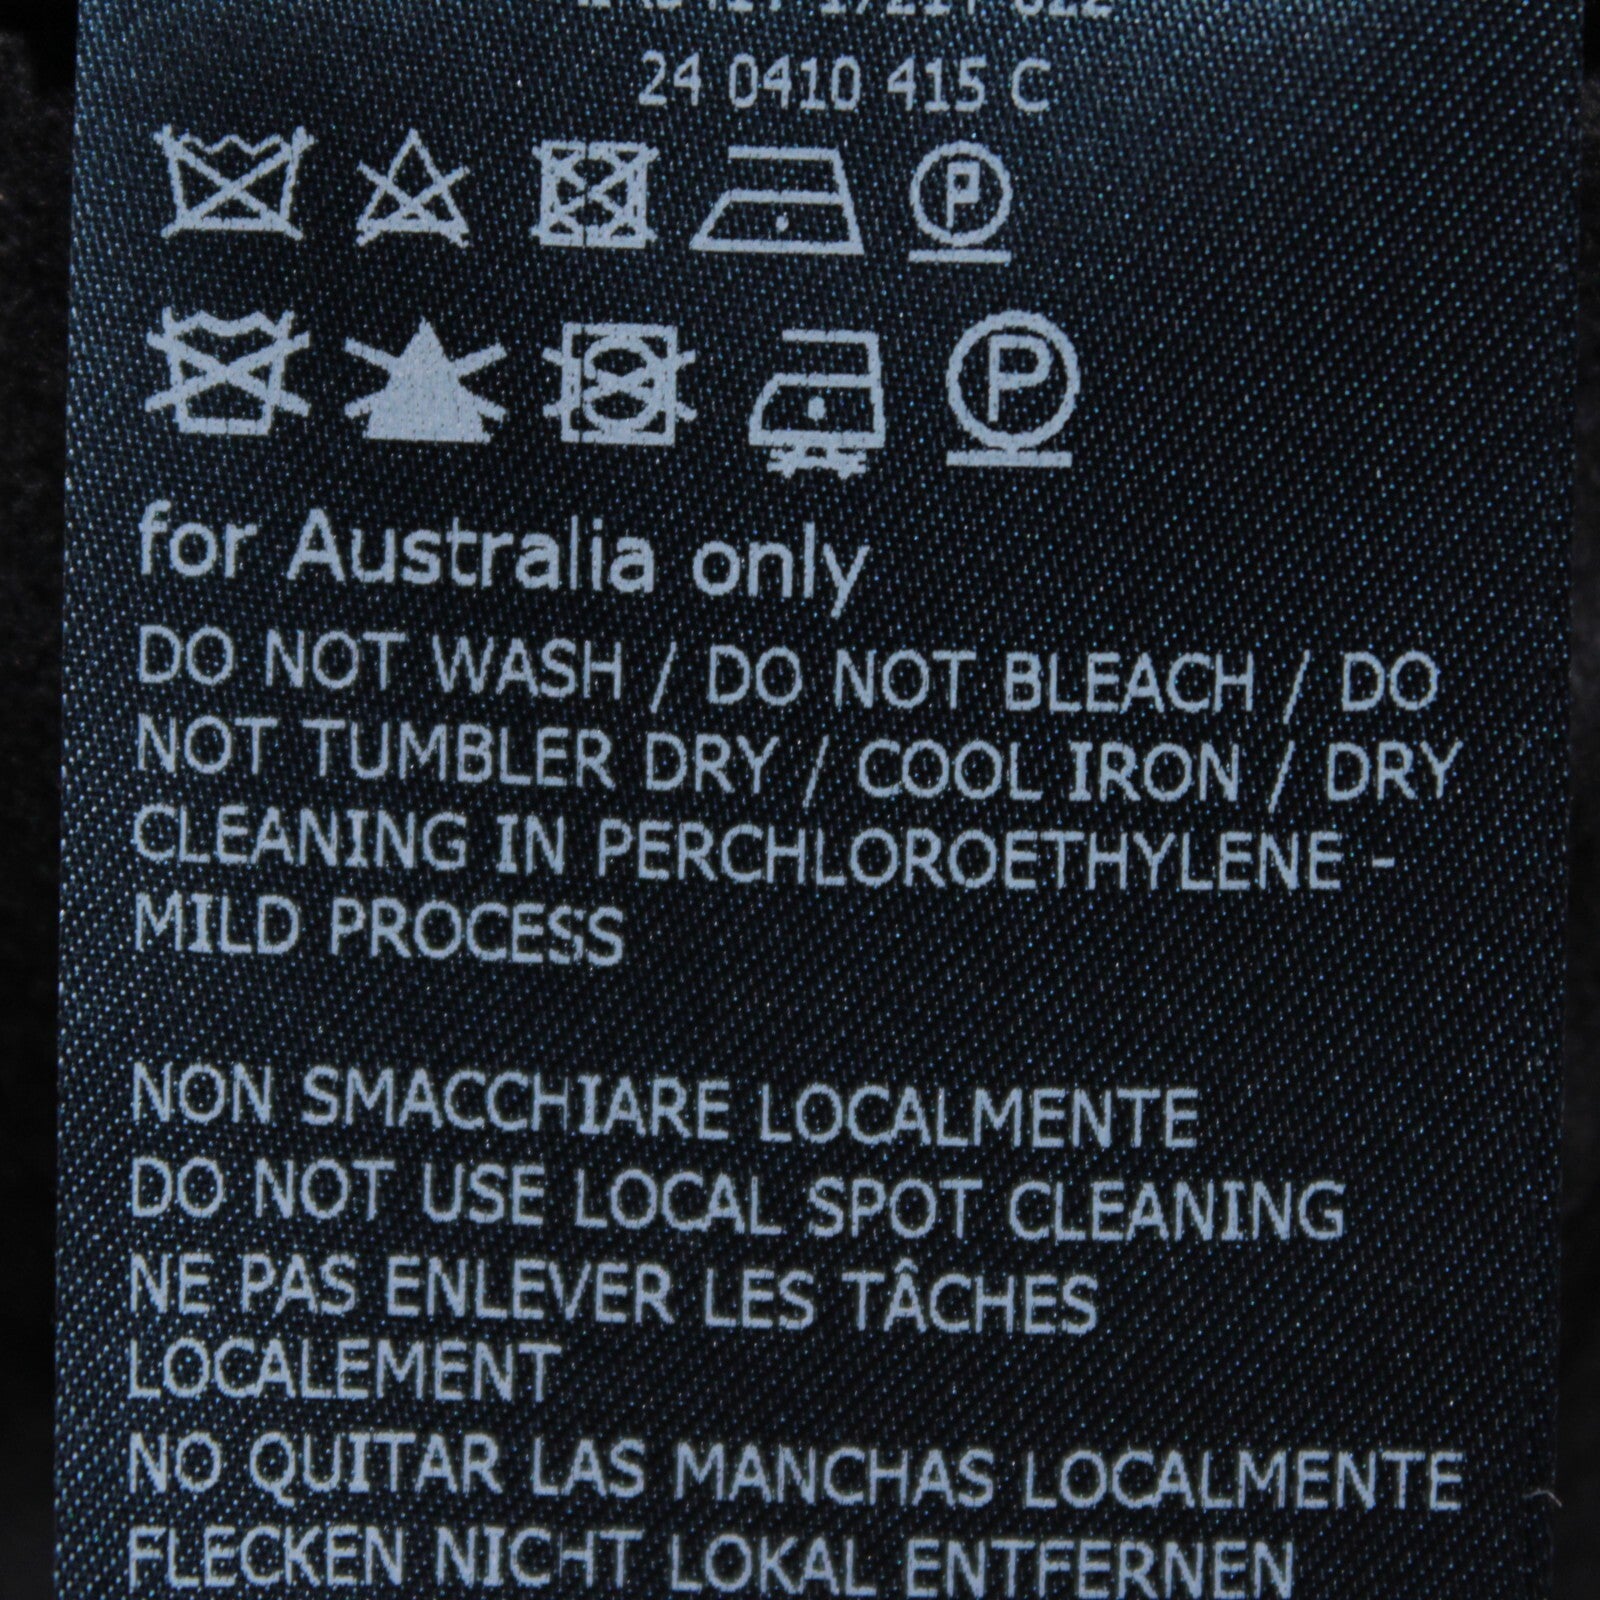 24 0410 415 C
for Australia only
DO NOT WASH / DO NOT BLEACH / DO
NOT TUMBLER DRY / COOL IRON / DRY
CLEANING IN PERCHLOROETHYLENE -
MILD PROCESS
NON SMACCHIARE LOCALMENTE
DO NOT USE LOCAL SPOT CLEANING
NE PAS ENLEVER LES TÂCHES
LOCALEMENT
NO QUITAR LAS MANCHAS LOCALMENTE
FLECKEN NICHT LOKAL ENTFERNEN